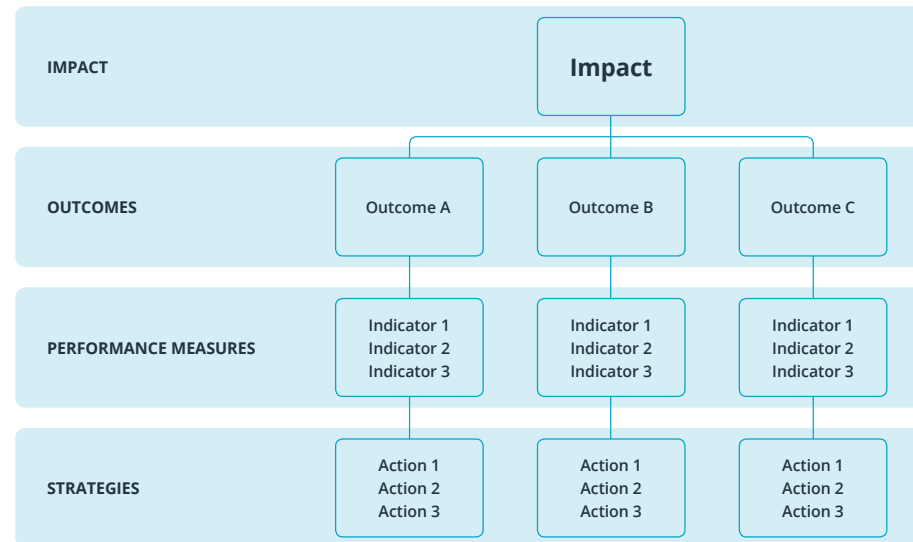 IMPACT
Impact
OUTCOMES
Outcome A
Outcome B
Outcome C
PERFORMANCE MEASURES
Indicator 1
Indicator 2
Indicator 3
Indicator 1
Indicator 2
Indicator 3
Indicator 1
Indicator 2
Indicator 3
STRATEGIES
Action 1
Action 2
Action 3
Action 1
Action 2
Action 3
Action 1
Action 2
Action 3